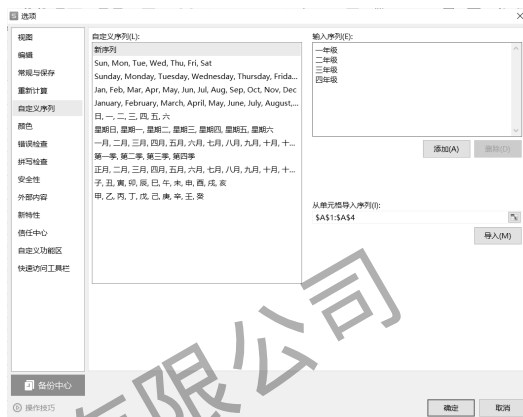 选项
视图
编辑
常规与保存
重新计算
自定义序列
颜色
错误检查
拼写检查
安全性
外部内容
新特性
信任中心
自定义功能区
快速访问工具栏
备份中心
操作技巧
自定义序列(L):
新序列
Sun, Mon, Tue, Wed, Thu, Fri, Sat
Sunday, Monday, Tuesday, Wednesday, Thursday, Frida...
Jan, Feb, Mar, Apr, May, Jun, Jul, Aug, Sep, Oct, Nov, Dec
January, February, March, April, May, June, July, August,...
日, 一, 二, 三, 四, 五, 六
星期日, 星期一, 星期二, 星期三, 星期四, 星期五, 星期六
一月, 二月, 三月, 四月, 五月, 六月, 七月, 八月, 九月, 十月, 十...
第一季, 第二季, 第三季, 第四季
正月, 二月, 三月, 四月, 五月, 六月, 七月, 八月, 九月, 十月, 十...
子, 丑, 寅, 卯, 辰, 巳, 午, 未, 申, 酉, 戌, 亥
甲, 乙, 丙, 丁, 戊, 己, 庚, 辛, 壬, 癸
输入序列(E):
一年级
二年级
三年级
四年级
添加(A) 删除(D)
从单元格导入序列(I):
$A$1:$A$4
导入(M)
确定 取消
有限公司